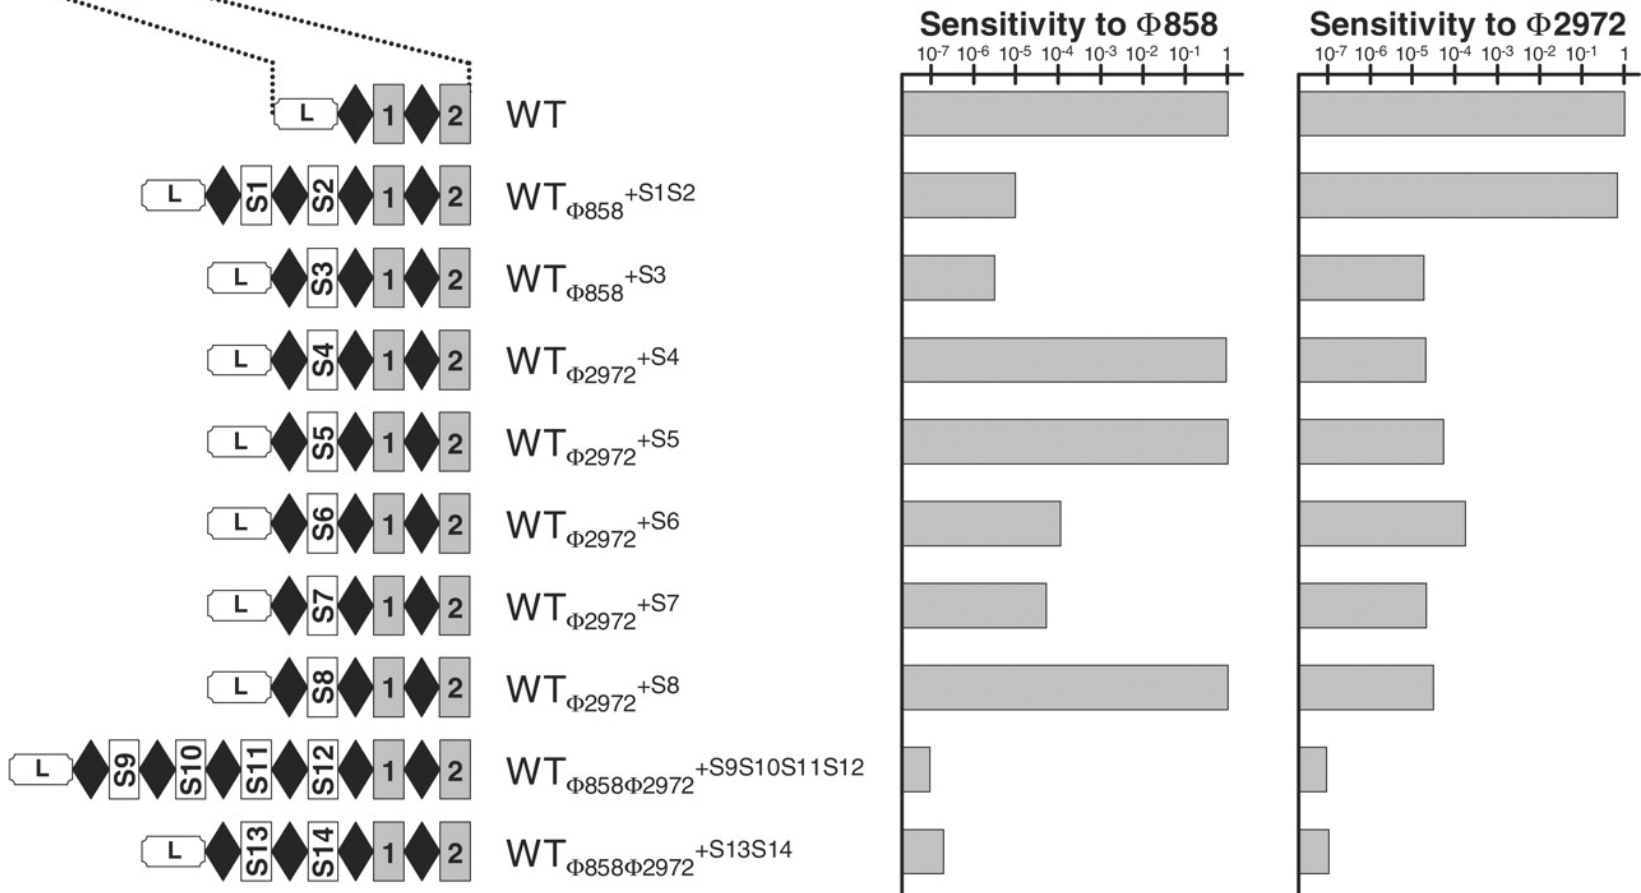 Sensitivity to Φ858 Sensitivity to Φ2972
10⁻⁷ 10⁻⁶ 10⁻⁵ 10⁻⁴ 10⁻³ 10⁻² 10⁻¹ 1 10⁻⁷ 10⁻⁶ 10⁻⁵ 10⁻⁴ 10⁻³ 10⁻² 10⁻¹ 1
L 1 2 WT
L S1 S2 1 2 WTΦ858+S1S2
L S3 1 2 WTΦ858+S3
L S4 1 2 WTΦ2972+S4
L S5 1 2 WTΦ2972+S5
L S6 1 2 WTΦ2972+S6
L S7 1 2 WTΦ2972+S7
L S8 1 2 WTΦ2972+S8
L S9 S10 S11 S12 1 2 WTΦ858Φ2972+S9S10S11S12
L S13 S14 1 2 WTΦ858Φ2972+S13S14